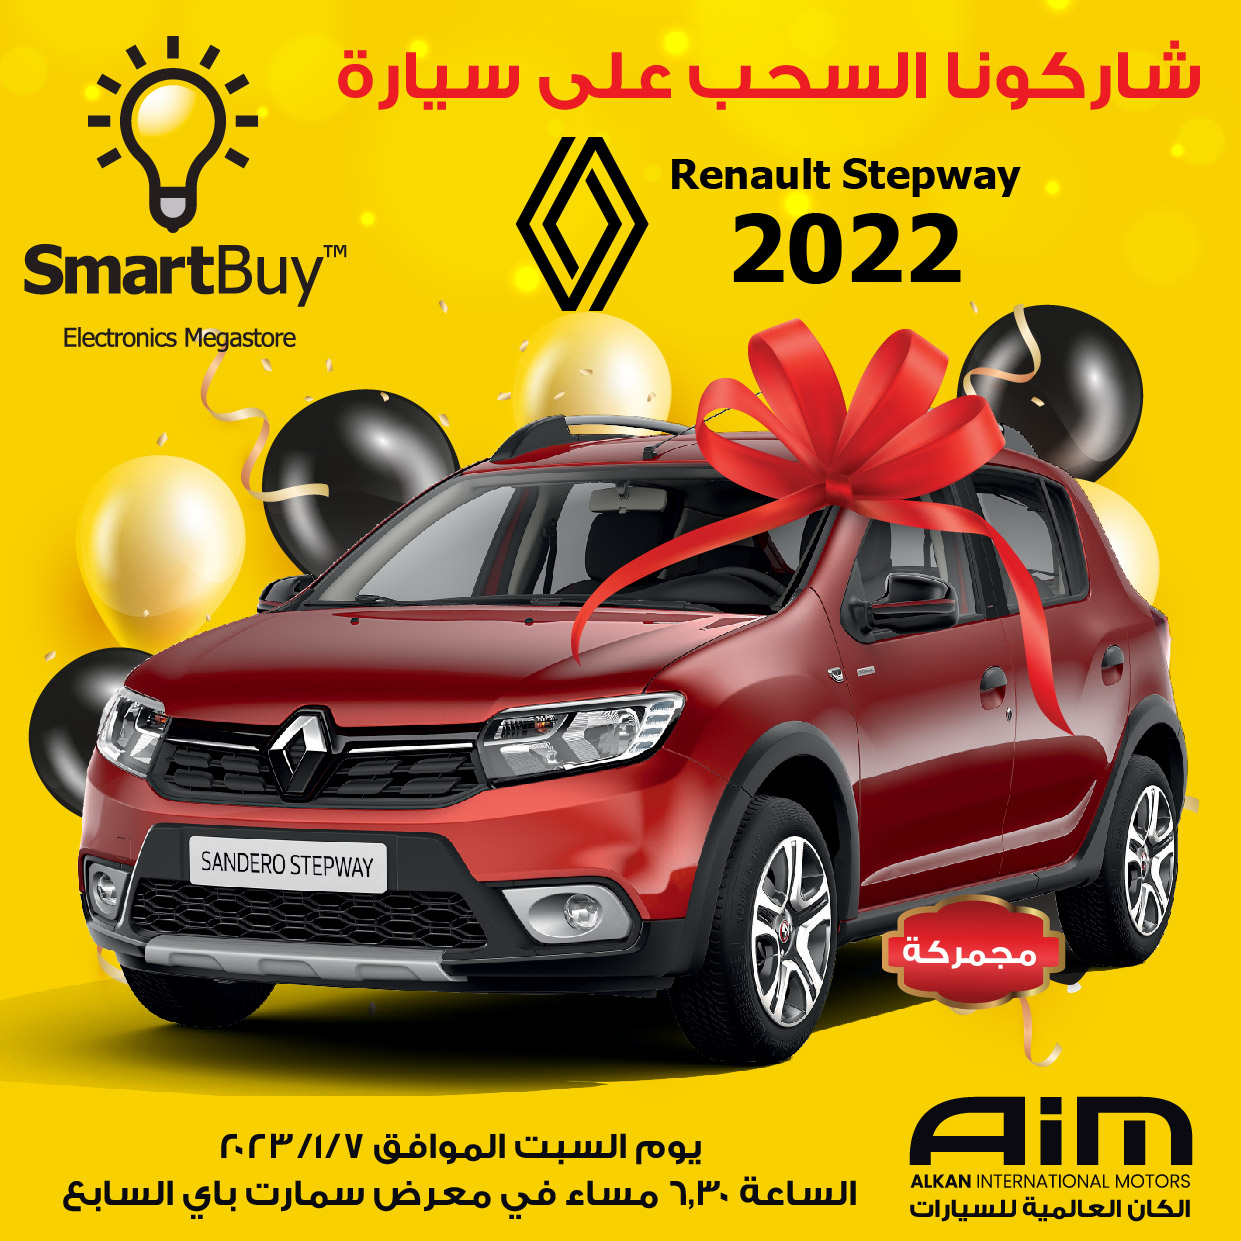 شاركونا السحب على سيارة
Renault Stepway
2022
SmartBuy™
Electronics Megastore
SANDERO STEPWAY
مجمركة
يوم السبت الموافق ٢٠٢٣/١/٧
الساعة ٦,٣٠ مساء في معرض سمارت باي السابع
AiM
ALKAN INTERNATIONAL MOTORS
الكان العالمية للسيارات